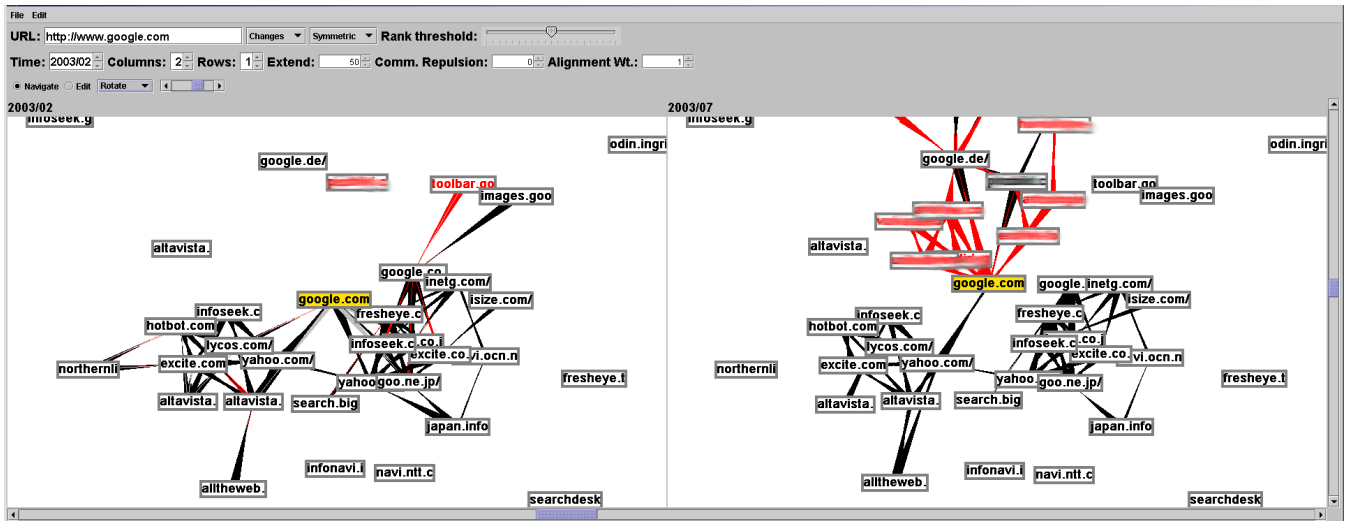 File Edit
URL: http://www.google.com Changes Symmetric Rank threshold:
Time: 2003/02 Columns: 2 Rows: 1 Extend: 50 Comm. Repulsion: 0 Alignment Wt.: 1
Navigate Edit Rotate
2003/02
infoseek.g
odin.ingri
google.de/
toolbar.go
images.goo
altavista.
google.co
inetg.com/
google.com
isize.com/
infoseek.c
fresheye.c
hotbot.com
lycos.com/
infoseek.c
.co.j
excite.com
yahoo.com/
excite.co.
vi.ocn.n
northernli
yahoo
goo.ne.jp/
fresheye.t
altavista.
altavista.
search.big
japan.info
infonavi.i
navi.ntt.c
alltheweb.
searchdesk
2003/07
infoseek.g
odin.ingri
google.de/
toolbar.go
images.goo
altavista.
google.com
google.
inetg.com/
isize.com/
infoseek.c
fresheye.c
hotbot.com
lycos.com/
infoseek.c
.co.j
excite.com
yahoo.com/
excite.co.
vi.ocn.n
northernli
yahoo.
goo.ne.jp/
fresheye.t
altavista.
altavista.
search.big
japan.info
infonavi.i
navi.ntt.c
alltheweb.
searchdesk